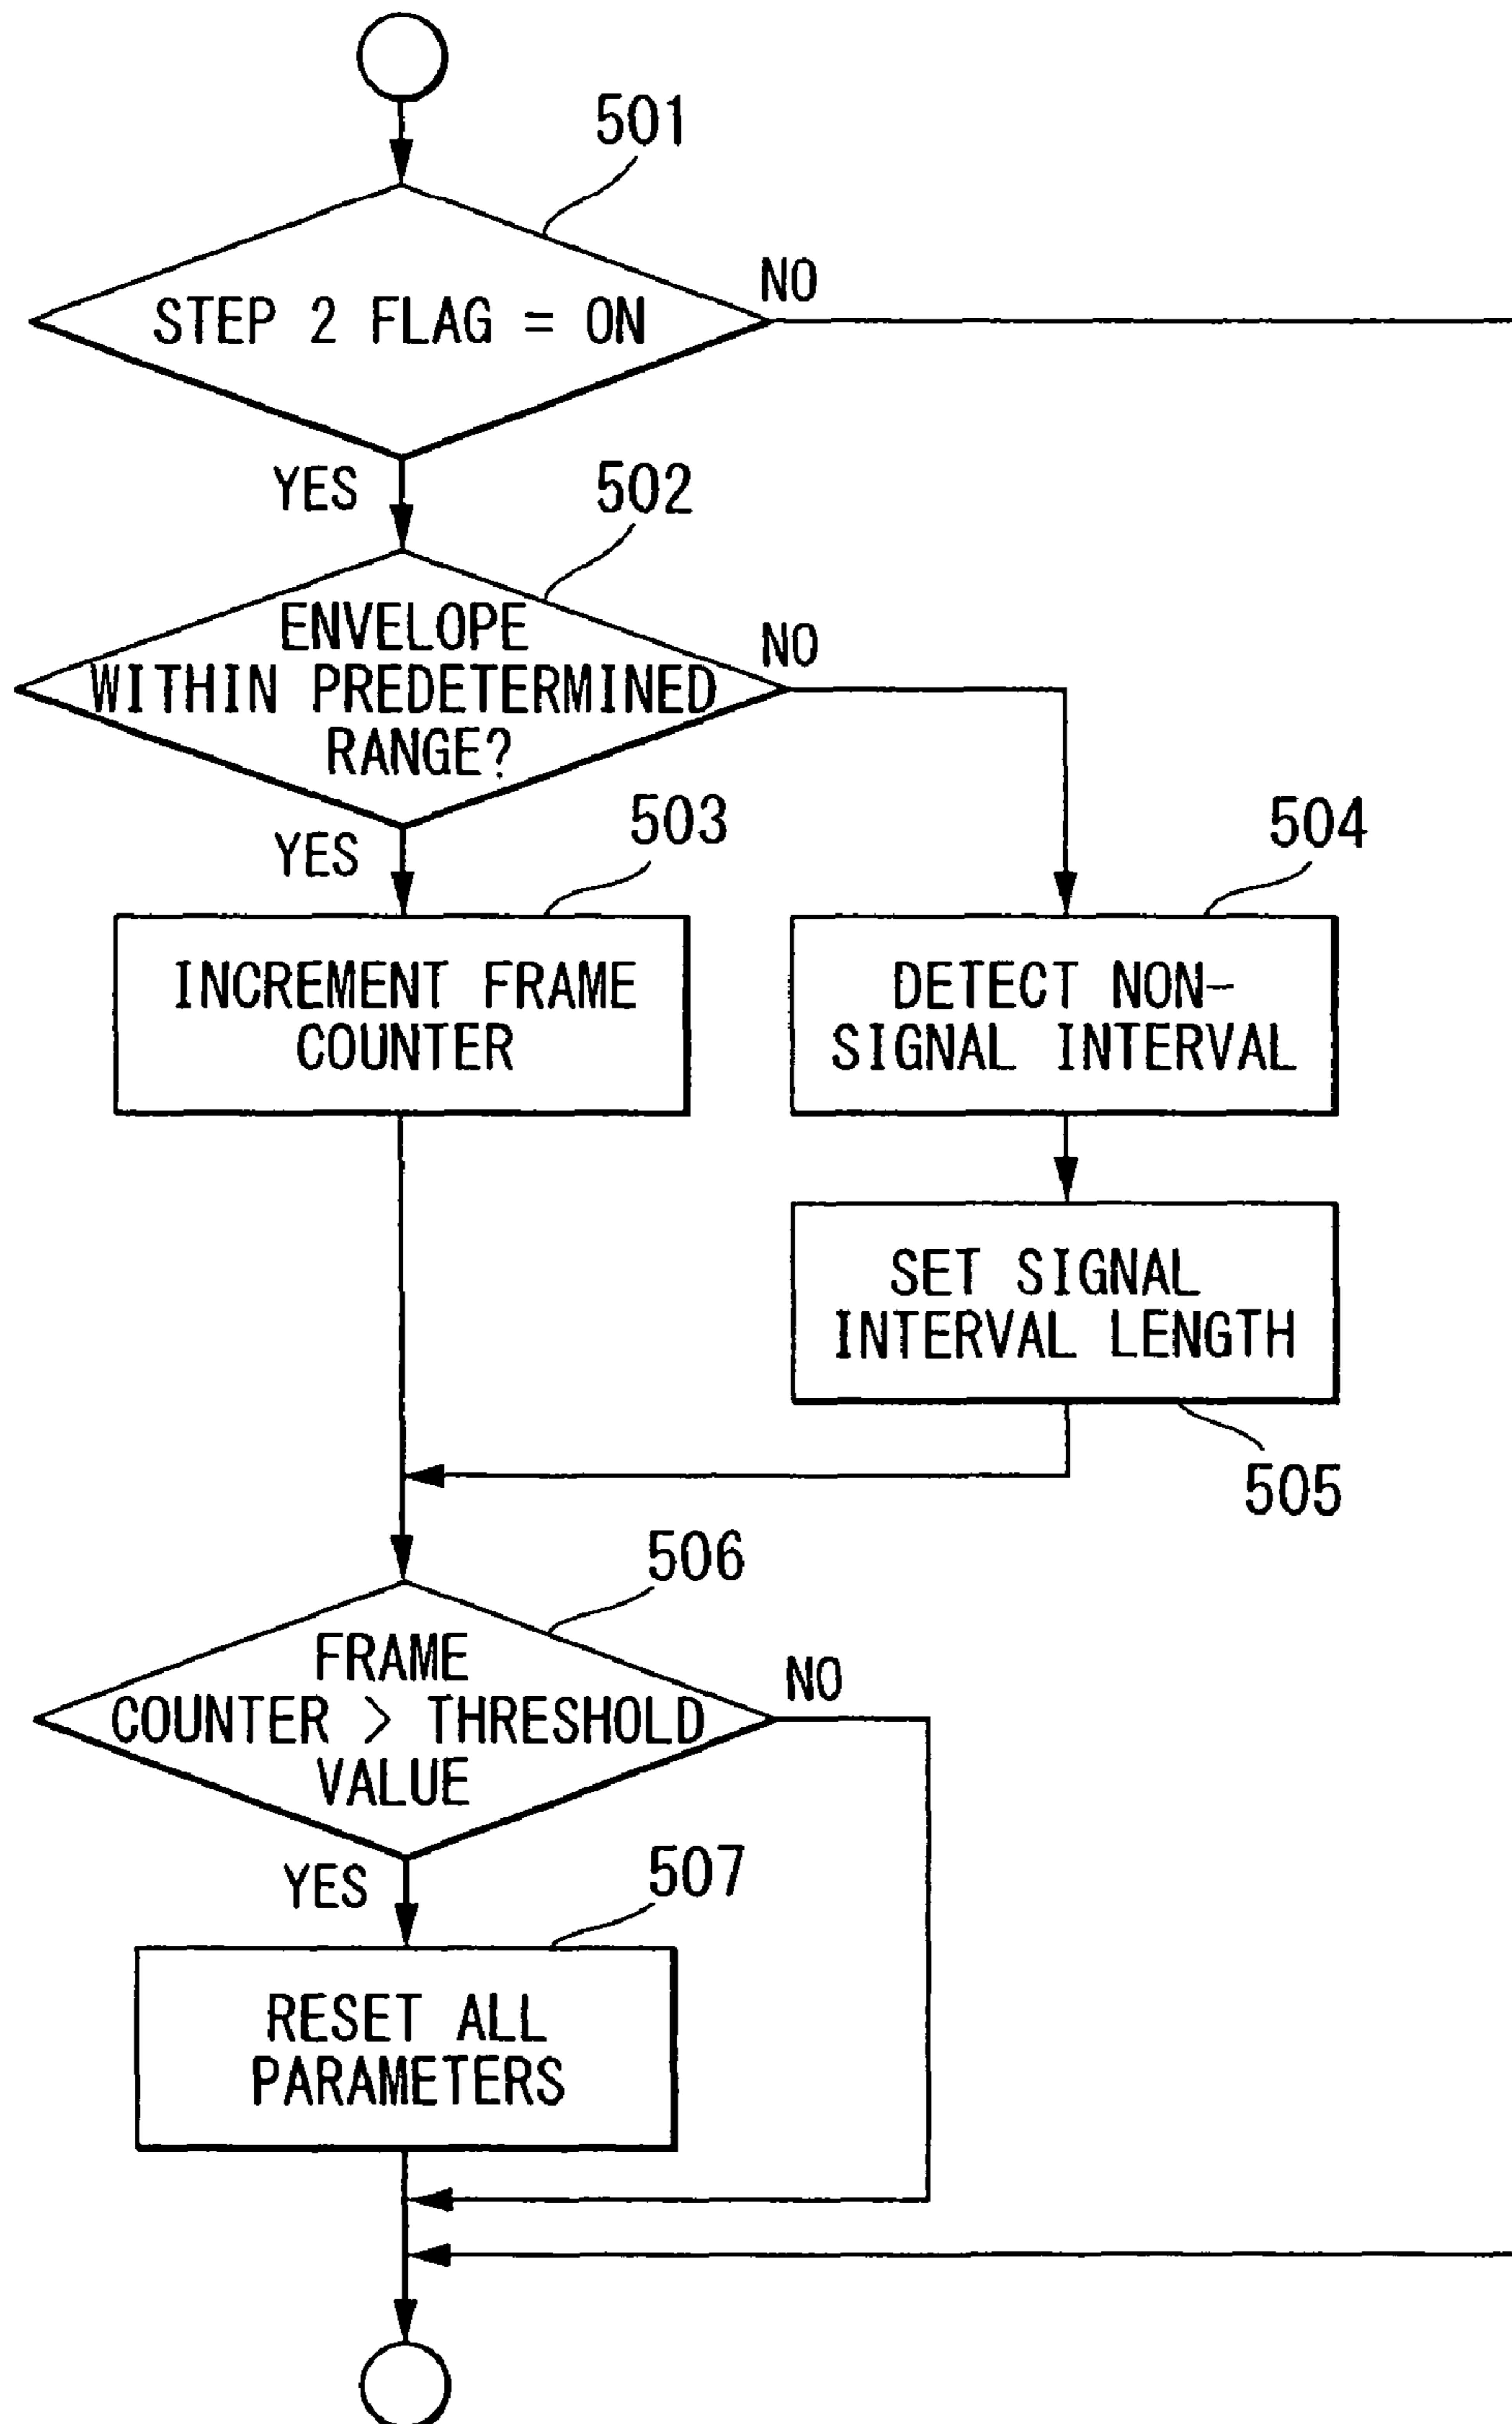 501
STEP 2 FLAG = ON
NO
YES
502
ENVELOPE
WITHIN PREDETERMINED
RANGE?
NO
YES
503
INCREMENT FRAME
COUNTER
504
DETECT NON-
SIGNAL INTERVAL
SET SIGNAL
INTERVAL LENGTH
505
506
FRAME
COUNTER > THRESHOLD
VALUE
NO
YES
507
RESET ALL
PARAMETERS